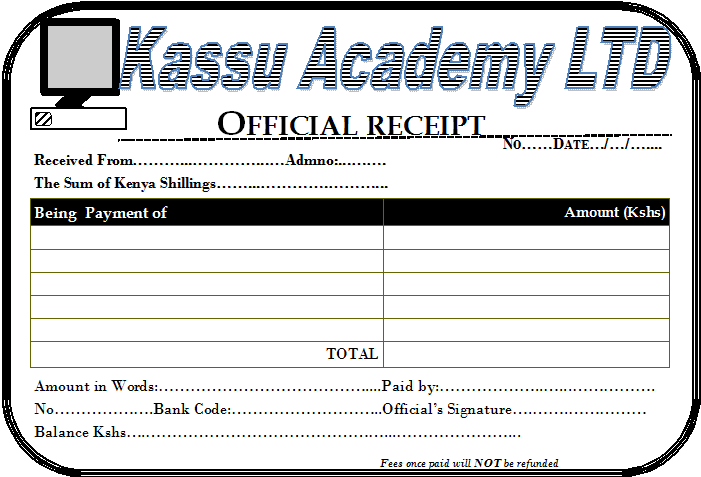 Kassu Academy LTD
OFFICIAL RECEIPT
No……DATE…/…/…....
Received From………....…………..…Admno:..………
The Sum of Kenya Shillings……...………….………....
Being Payment of Amount (Kshs)
TOTAL
Amount in Words:…………………………………....Paid by:………………….…..…….………
No……………….….Bank Code:…………………………...Official's Signature….…….…….………
Balance Kshs….…………………………………………...…………………..
Fees once paid will NOT be refunded